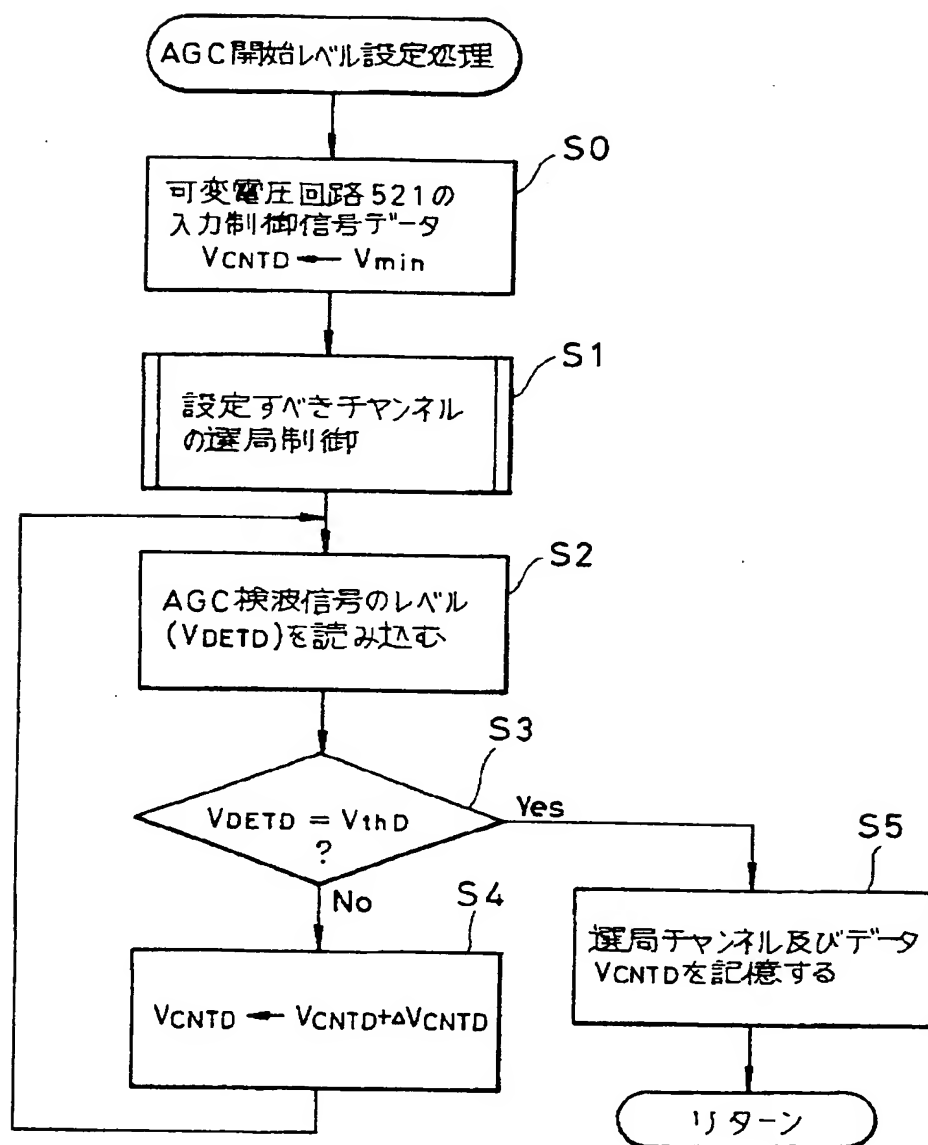 AGC開始レベル設定処理
S0
可変電圧回路521の
入力制御信号データ
VCNTD ← Vmin
S1
設定すべきチャンネル
の選局制御
S2
AGC検波信号のレベル
(VDETD)を読み込む
S3
VDETD = VthD
?
Yes
No
S4
VCNTD ← VCNTD+ΔVCNTD
S5
選局チャンネル及びデータ
VCNTDを記憶する
リターン